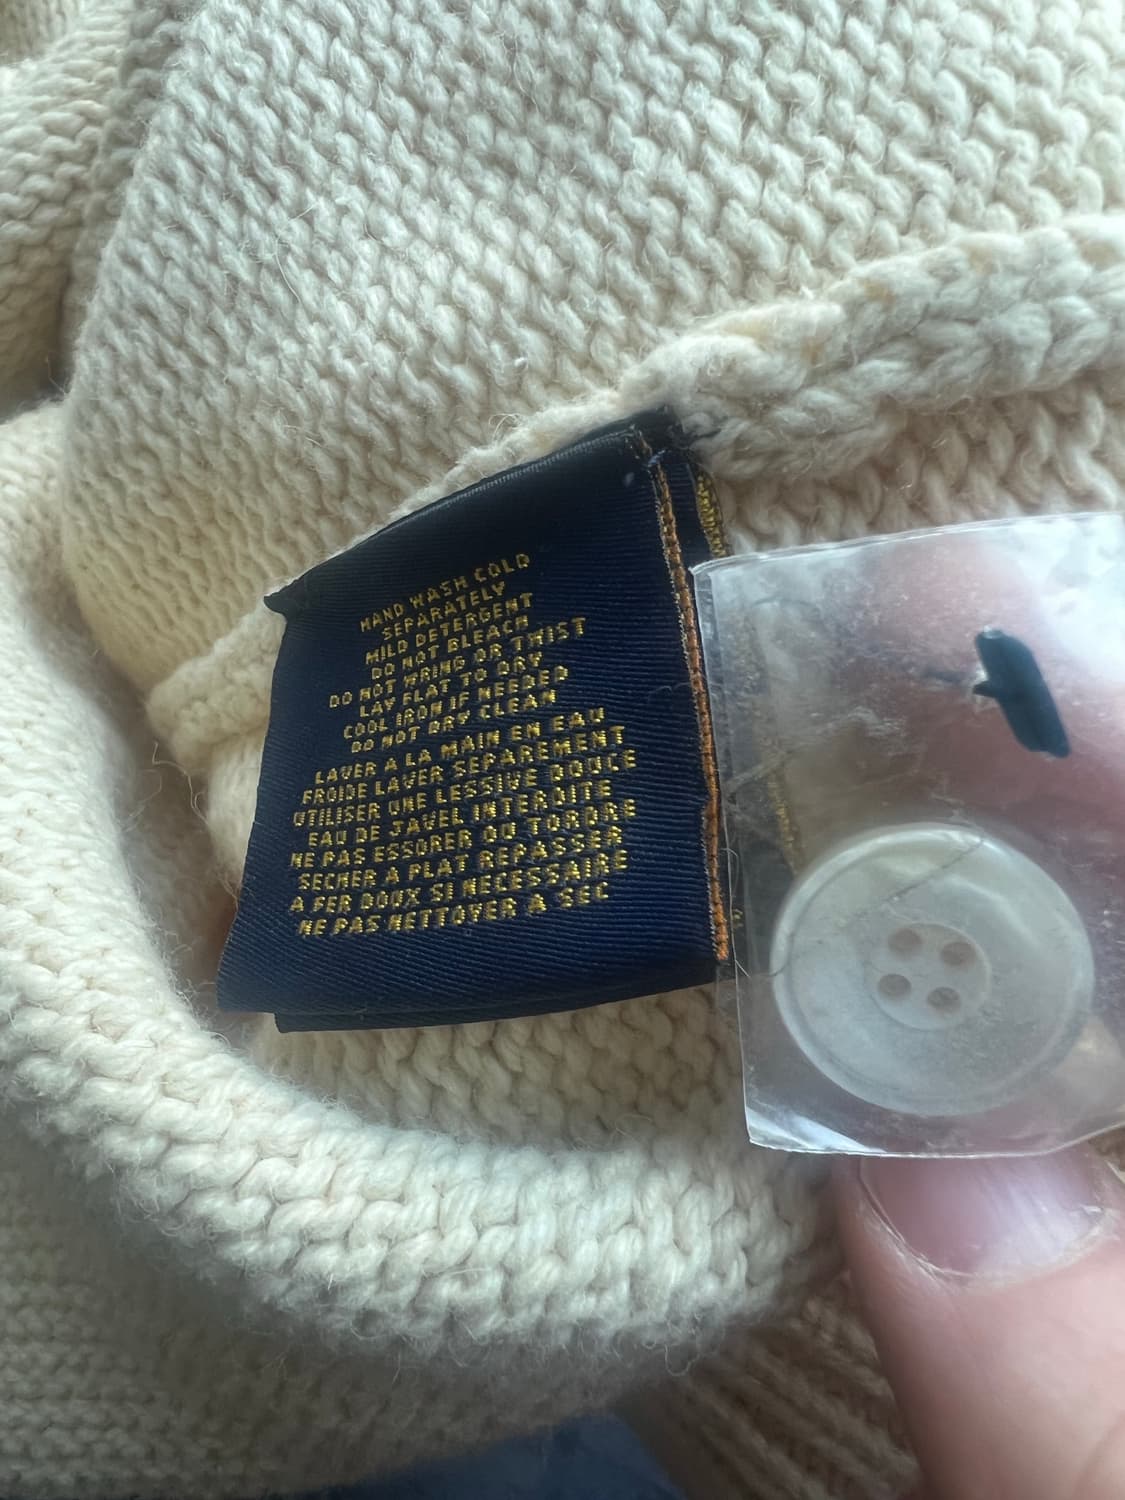 HAND WASH COLD
SEPARATELY
MILD DETERGENT
DO NOT BLEACH
DO NOT WRING OR TWIST
LAY FLAT TO DRY
COOL IRON IF NEEDED
DO NOT DRY CLEAN
LAVER A LA MAIN EN EAU
FROIDE LAVER SEPAREMENT
UTILISER UNE LESSIVE DOUCE
EAU DE JAVEL INTERDITE
NE PAS ESSORER OU TORDRE
SECHER A PLAT REPASSER
A FER DOUX SI NECESSAIRE
NE PAS NETTOYER A SEC